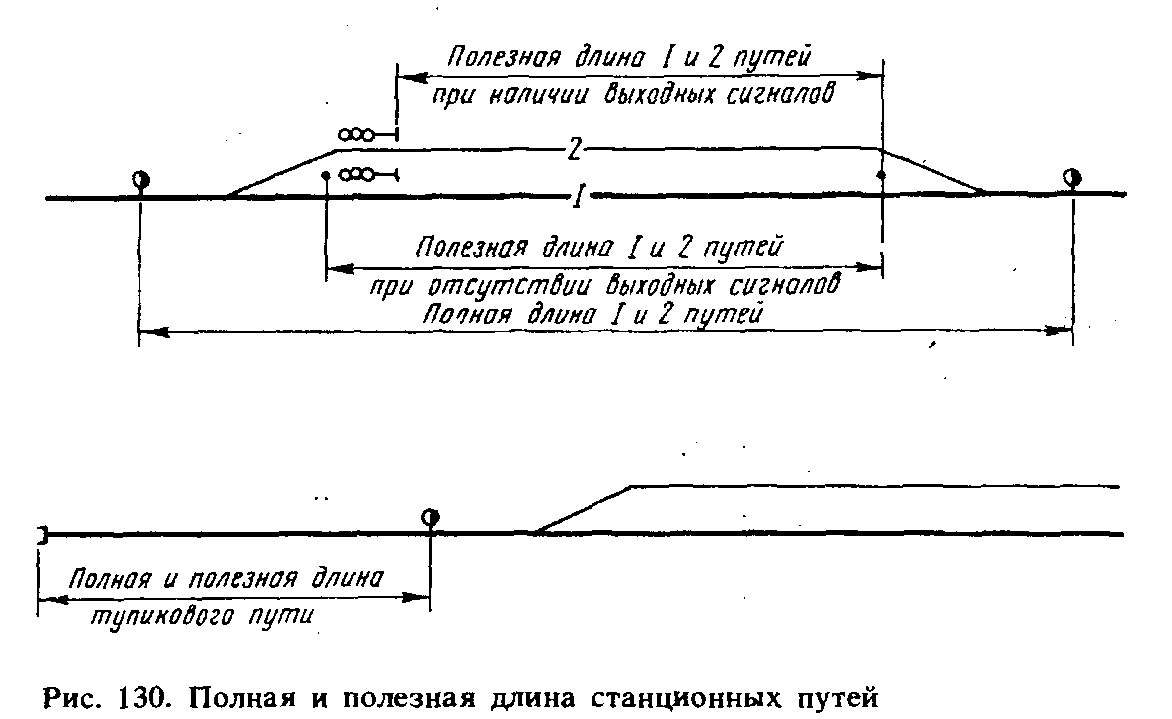 Полезная длина I и 2 путей
при наличии выходных сигналов
2
I
Полезная длина I и 2 путей
при отсутствии выходных сигналов
Полная длина I и 2 путей
Полная и полезная длина
тупикового пути
Рис. 130. Полная и полезная длина станционных путей